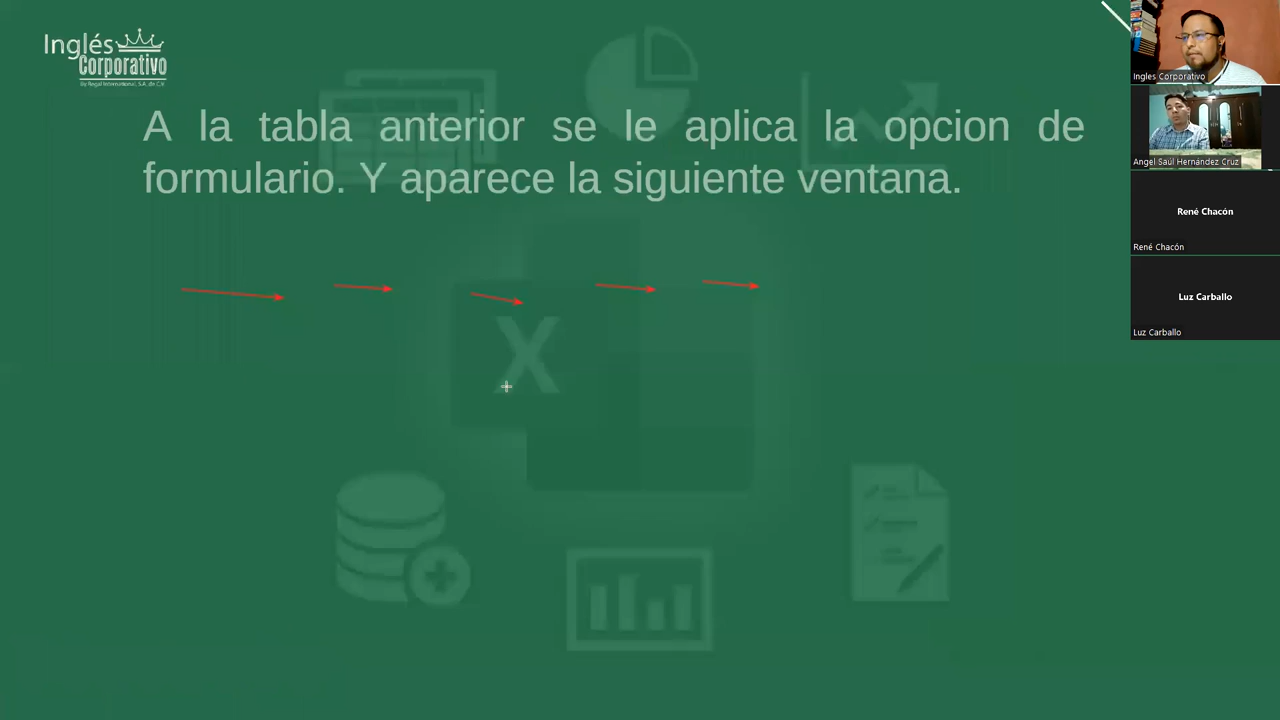 Inglés
Corporativo
A la tabla anterior se le aplica la opcion de
formulario. Y aparece la siguiente ventana.
X
Ingles Corporativo
Angel Saúl Hernández Cruz
René Chacón
René Chacón
Luz Carballo
Luz Carballo